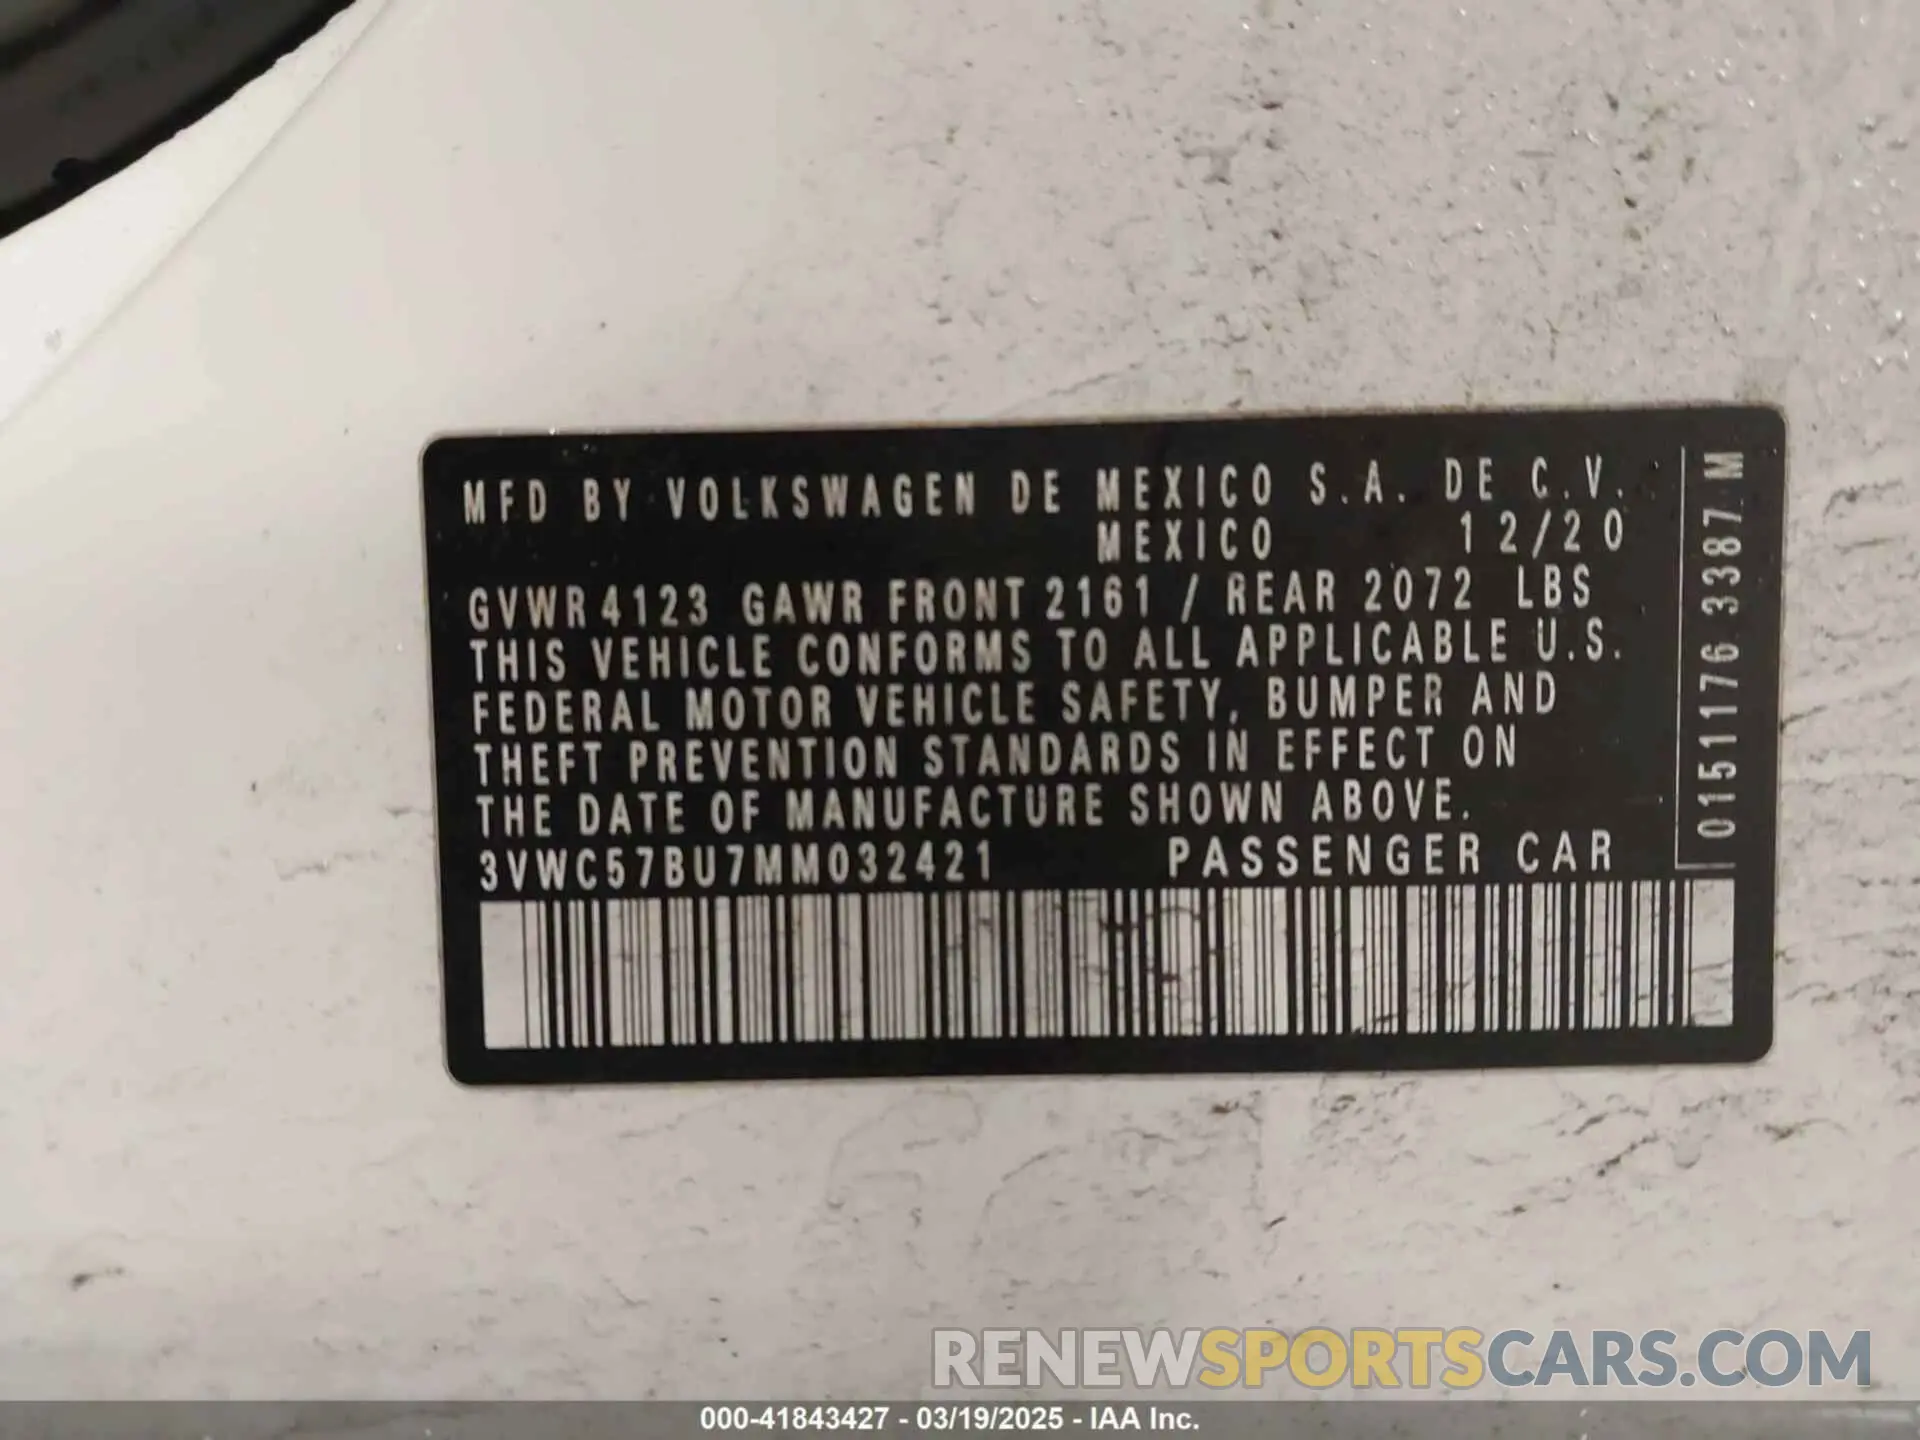 MFD BY VOLKSWAGEN DE MEXICO S.A. DE C.V.
MEXICO 12/20
GVWR 4123 GAWR FRONT 2161 / REAR 2072 LBS
THIS VEHICLE CONFORMS TO ALL APPLICABLE U.S.
FEDERAL MOTOR VEHICLE SAFETY, BUMPER AND
THEFT PREVENTION STANDARDS IN EFFECT ON
THE DATE OF MANUFACTURE SHOWN ABOVE.
3VWC57BU7MM032421 PASSENGER CAR
01511176 3387 M
RENEWSPORTSCARS.COM
000-41843427 - 03/19/2025 - IAA Inc.